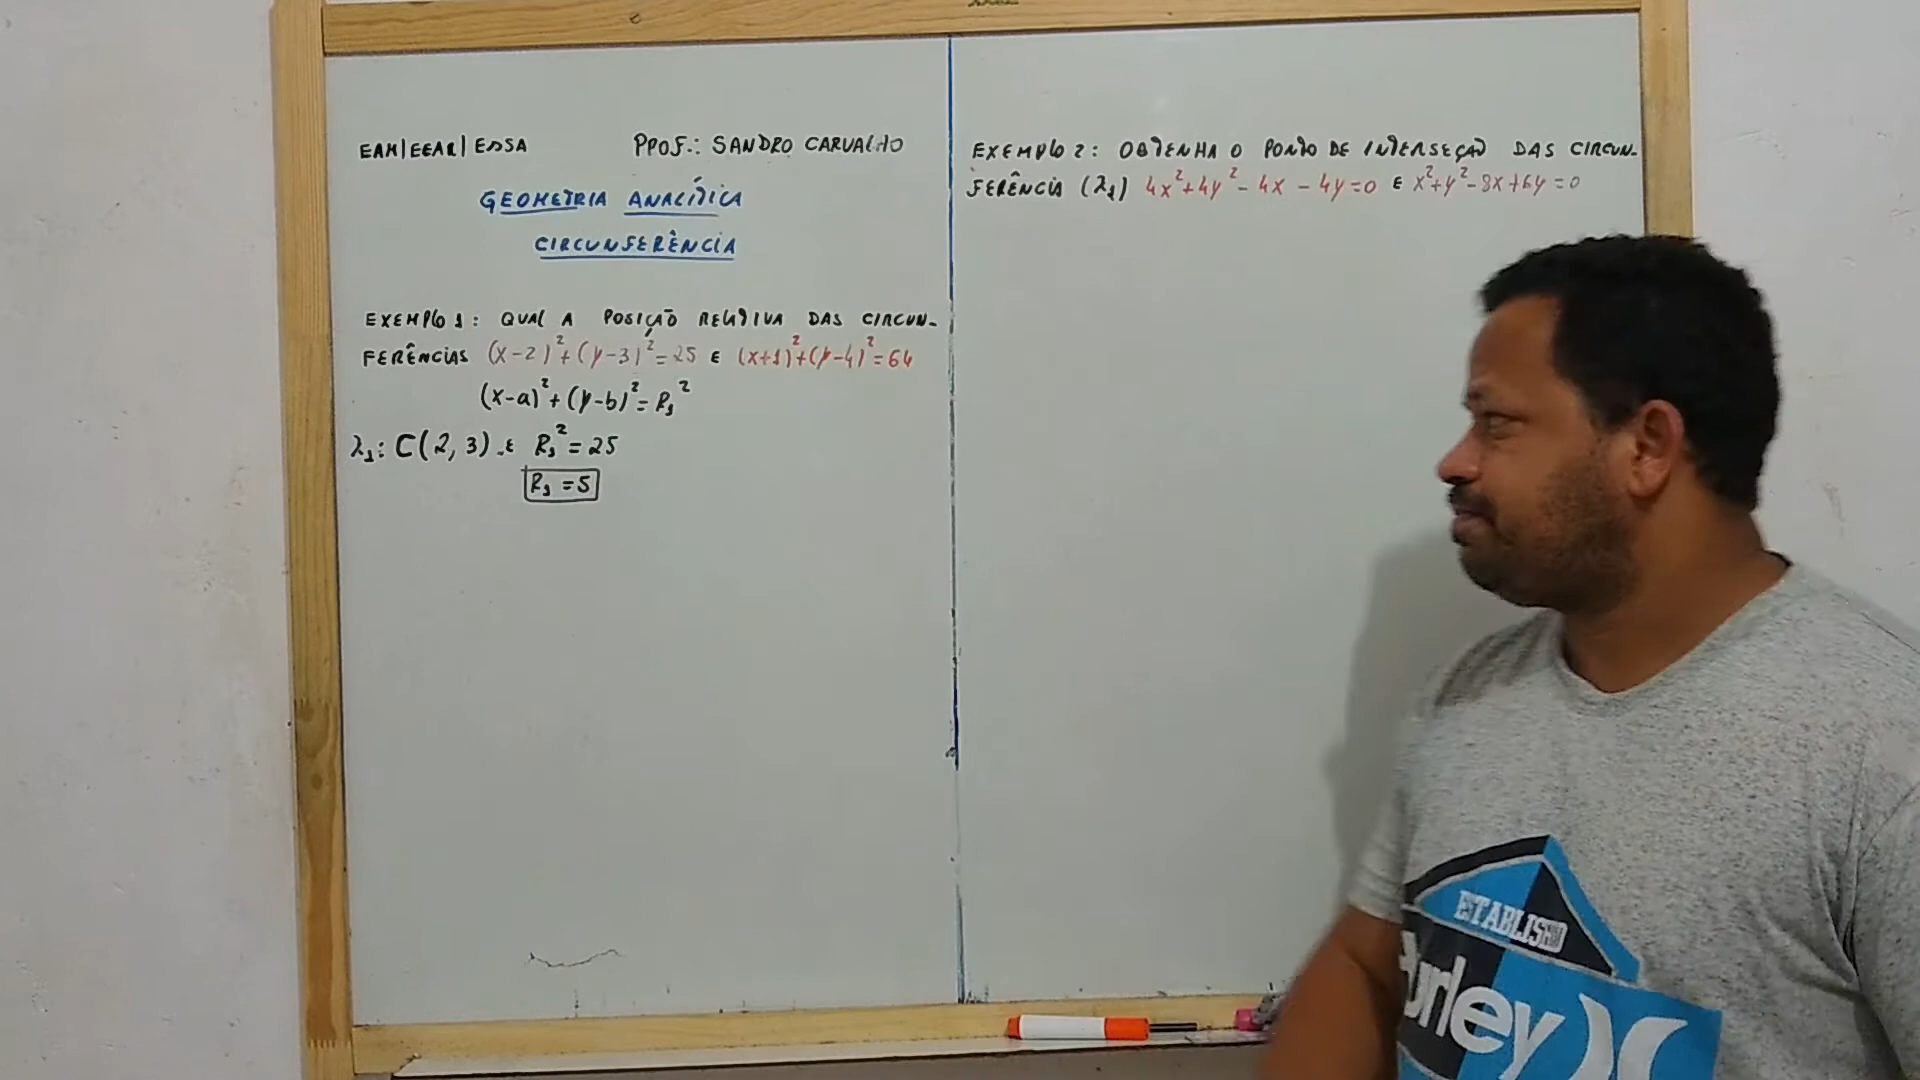 EAM|EEAR|ESSA PROF.: SANDRO CARVALHO
GEOMETRIA ANALÍTICA
CIRCUNFERÊNCIA
EXEMPLO 1: QUAL A POSIÇÃO RELATIVA DAS CIRCUN-
FERÊNCIAS (x-2)²+(y-3)²=25 E (x+1)²+(y-4)²=64
(x-a)²+(y-b)²=R₁²
λ₁: C(2,3) E R₁²=25
R₁=5
EXEMPLO 2: OBTENHA O PONTO DE INTERSEÇÃO DAS CIRCUN-
FERÊNCIA (λ₁) 4x²+4y²-4x-4y=0 E x²+y²-8x+6y=0
ESTABLISED
urley